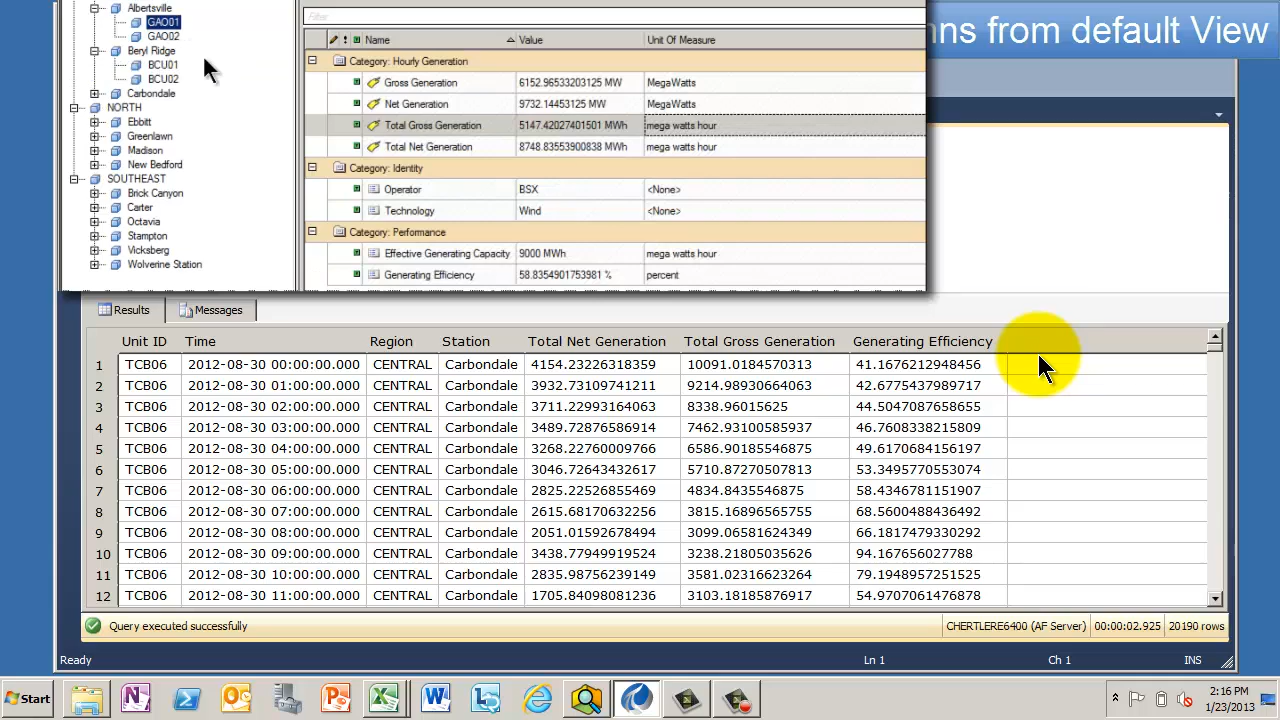 Albertsville
GAO01
GAO02
Beryl Ridge
BCU01
BCU02
Carbondale
NORTH
Ebbitt
Greenlawn
Madison
New Bedford
SOUTHEAST
Brick Canyon
Carter
Octavia
Stampton
Vicksberg
Wolverine Station
Filter
Name Value Unit Of Measure
Category: Hourly Generation
Gross Generation 6152.96533203125 MW MegaWatts
Net Generation 9732.14453125 MW MegaWatts
Total Gross Generation 5147.42027401501 MWh mega watts hour
Total Net Generation 8748.83553900838 MWh mega watts hour
Category: Identity
Operator BSX <None>
Technology Wind <None>
Category: Performance
Effective Generating Capacity 9000 MWh mega watts hour
Generating Efficiency 58.8354901753981 % percent
nns from default View
Results Messages
Unit ID Time Region Station Total Net Generation Total Gross Generation Generating Efficiency
1 TCB06 2012-08-30 00:00:00.000 CENTRAL Carbondale 4154.23226318359 10091.0184570313 41.1676212948456
2 TCB06 2012-08-30 01:00:00.000 CENTRAL Carbondale 3932.73109741211 9214.98930664063 42.6775437989717
3 TCB06 2012-08-30 02:00:00.000 CENTRAL Carbondale 3711.22993164063 8338.96015625 44.5047087658655
4 TCB06 2012-08-30 03:00:00.000 CENTRAL Carbondale 3489.72876586914 7462.93100585937 46.7608338215809
5 TCB06 2012-08-30 04:00:00.000 CENTRAL Carbondale 3268.22760009766 6586.90185546875 49.6170684156197
6 TCB06 2012-08-30 05:00:00.000 CENTRAL Carbondale 3046.72643432617 5710.87270507813 53.3495770553074
7 TCB06 2012-08-30 06:00:00.000 CENTRAL Carbondale 2825.22526855469 4834.8435546875 58.4346781151907
8 TCB06 2012-08-30 07:00:00.000 CENTRAL Carbondale 2615.68170632256 3815.16896565755 68.5600488436492
9 TCB06 2012-08-30 08:00:00.000 CENTRAL Carbondale 2051.01592678494 3099.06581624349 66.1817479330292
10 TCB06 2012-08-30 09:00:00.000 CENTRAL Carbondale 3438.77949919524 3238.21805035626 94.167656027788
11 TCB06 2012-08-30 10:00:00.000 CENTRAL Carbondale 2835.98756239149 3581.02316623264 79.1948957251525
12 TCB06 2012-08-30 11:00:00.000 CENTRAL Carbondale 1705.84098081236 3103.18185876917 54.9707061476878
Query executed successfully CHERTLERE6400 (AF Server) 00:00:02.925 20190 rows
Ready Ln 1 Ch 1 INS
Start 2:16 PM
1/23/2013